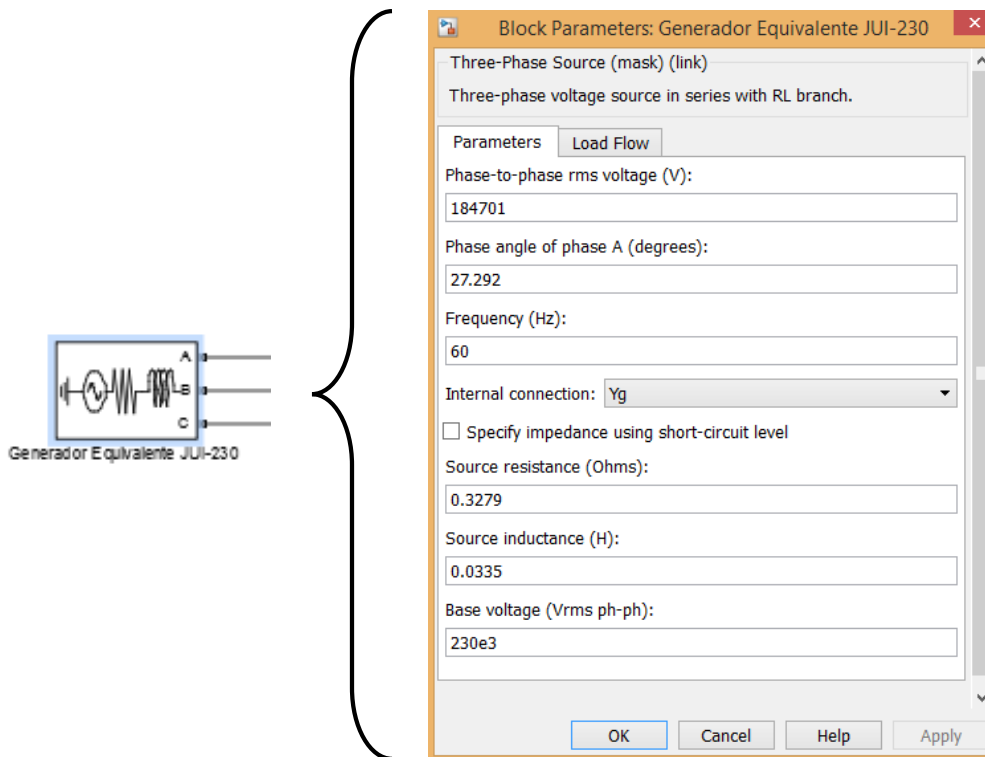 Block Parameters: Generador Equivalente JUI-230
Three-Phase Source (mask) (link)
Three-phase voltage source in series with RL branch.
Parameters
Load Flow
Phase-to-phase rms voltage (V):
184701
Phase angle of phase A (degrees):
27.292
Frequency (Hz):
60
Internal connection: Yg
Specify impedance using short-circuit level
Source resistance (Ohms):
0.3279
Source inductance (H):
0.0335
Base voltage (Vrms ph-ph):
230e3
OK
Cancel
Help
Apply
A
B
C
Generador Equivalente JUI-230